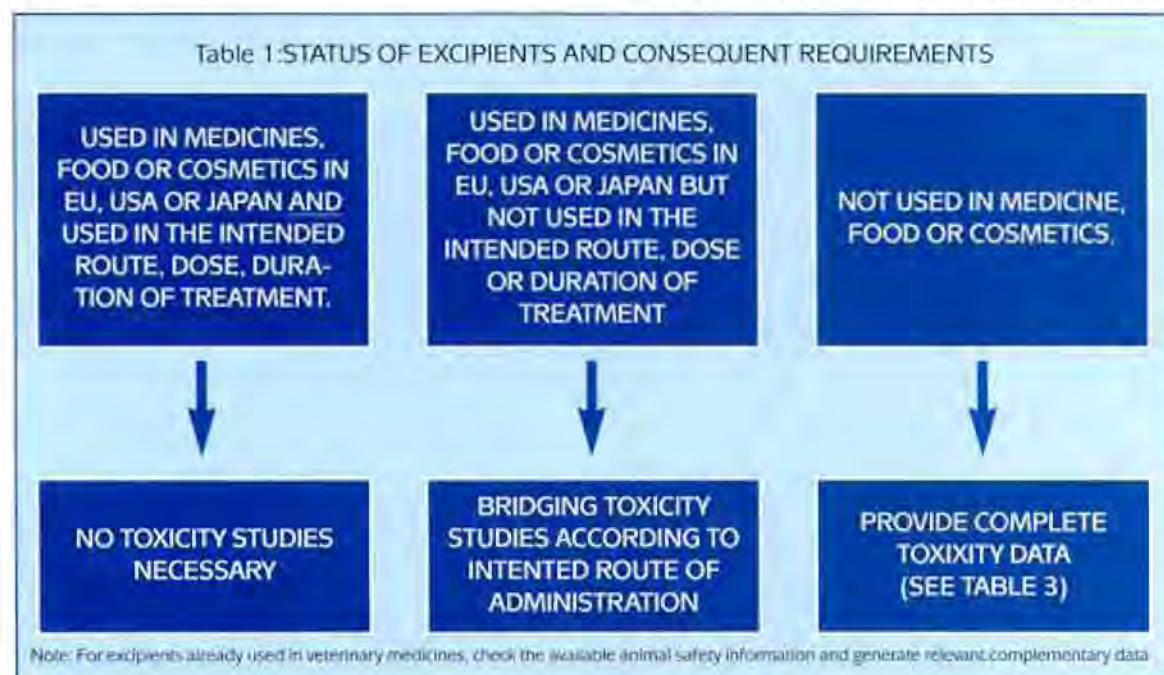 Table 1:STATUS OF EXCIPIENTS AND CONSEQUENT REQUIREMENTS
USED IN MEDICINES,
FOOD OR COSMETICS IN
EU, USA OR JAPAN AND
USED IN THE INTENDED
ROUTE, DOSE, DURA-
TION OF TREATMENT.
USED IN MEDICINES,
FOOD OR COSMETICS IN
EU, USA OR JAPAN BUT
NOT USED IN THE
INTENDED ROUTE, DOSE
OR DURATION OF
TREATMENT
NOT USED IN MEDICINE,
FOOD OR COSMETICS.
NO TOXICITY STUDIES
NECESSARY
BRIDGING TOXICITY
STUDIES ACCORDING TO
INTENTED ROUTE OF
ADMINISTRATION
PROVIDE COMPLETE
TOXIXITY DATA
(SEE TABLE 3)
Note: For excipients already used in veterinary medicines, check the available animal safety information and generate relevant complementary data